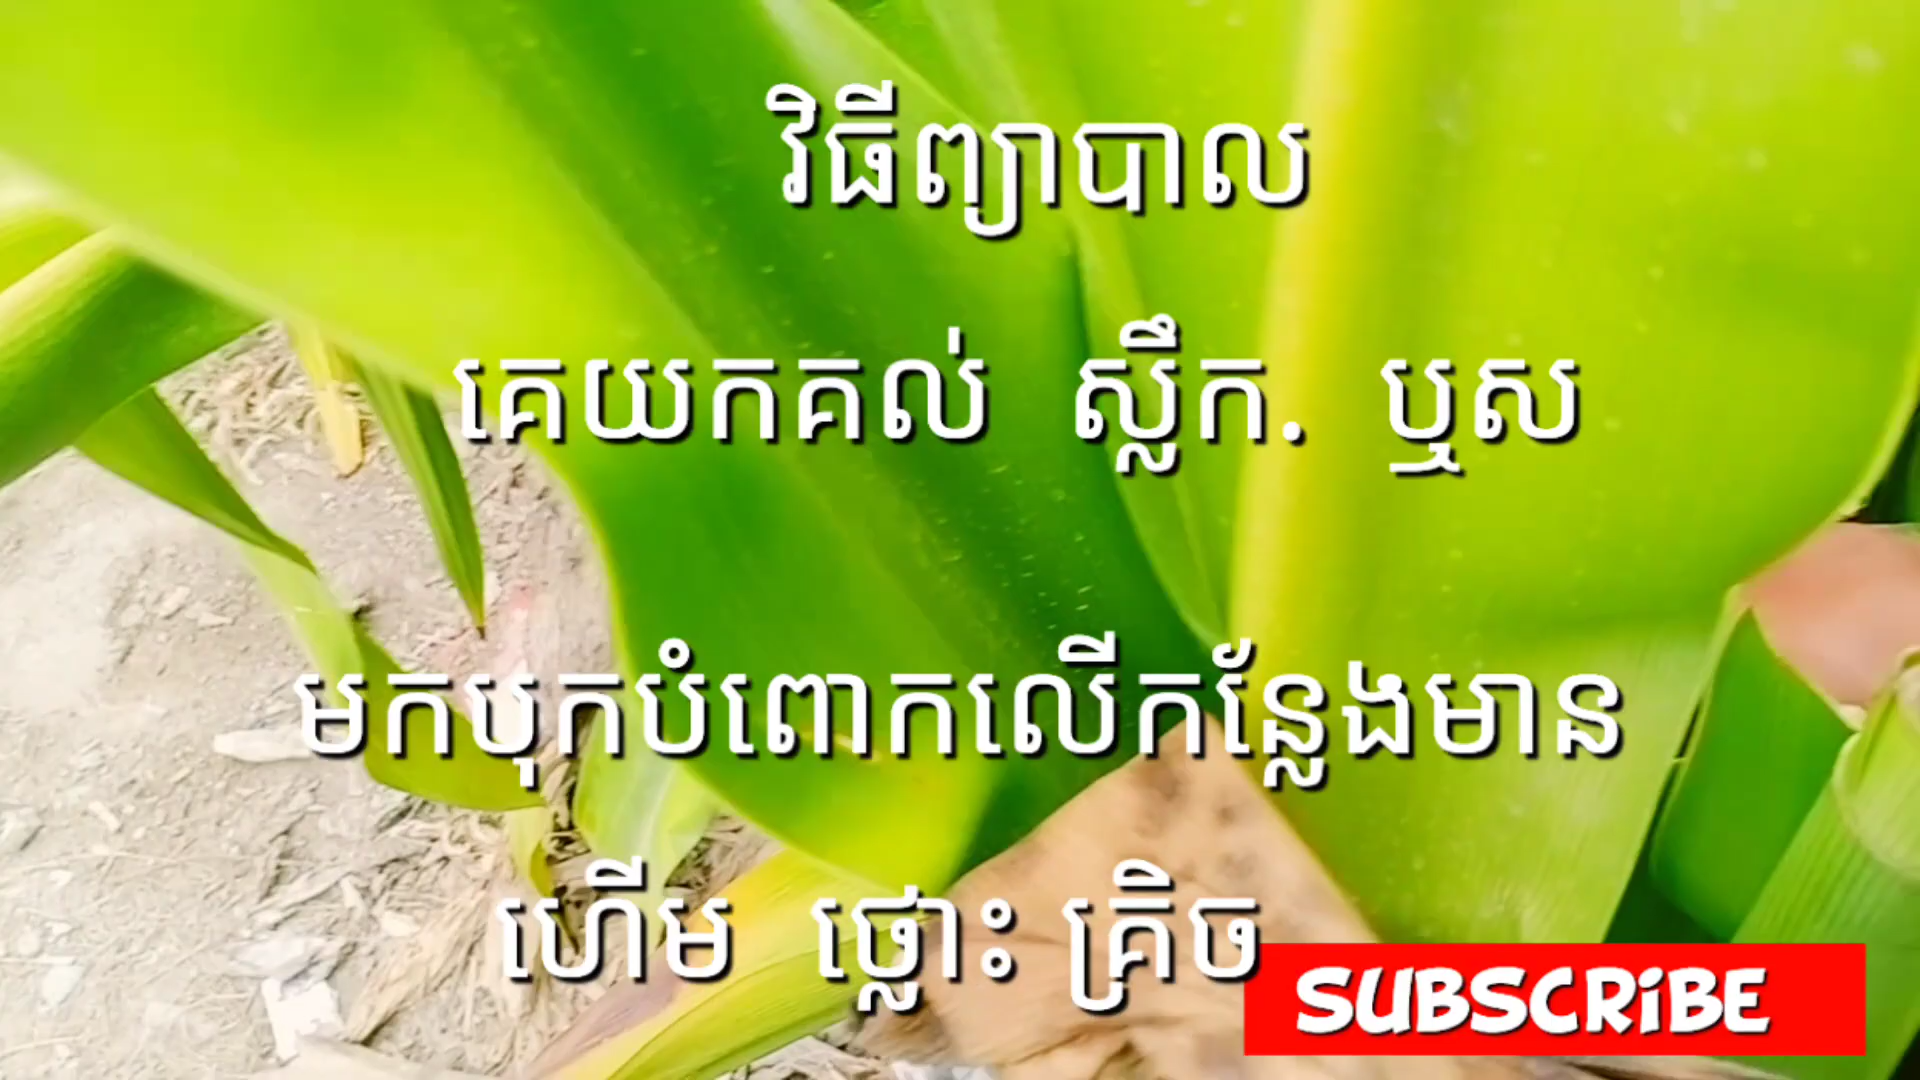 វិធីព្យាបាល
គេយកគល់ ស្លឹក. ឬស
មកបុកបំពោកលើកន្លែងមាន
ហើម ថ្លោះ គ្រិច
SUBSCRIBE